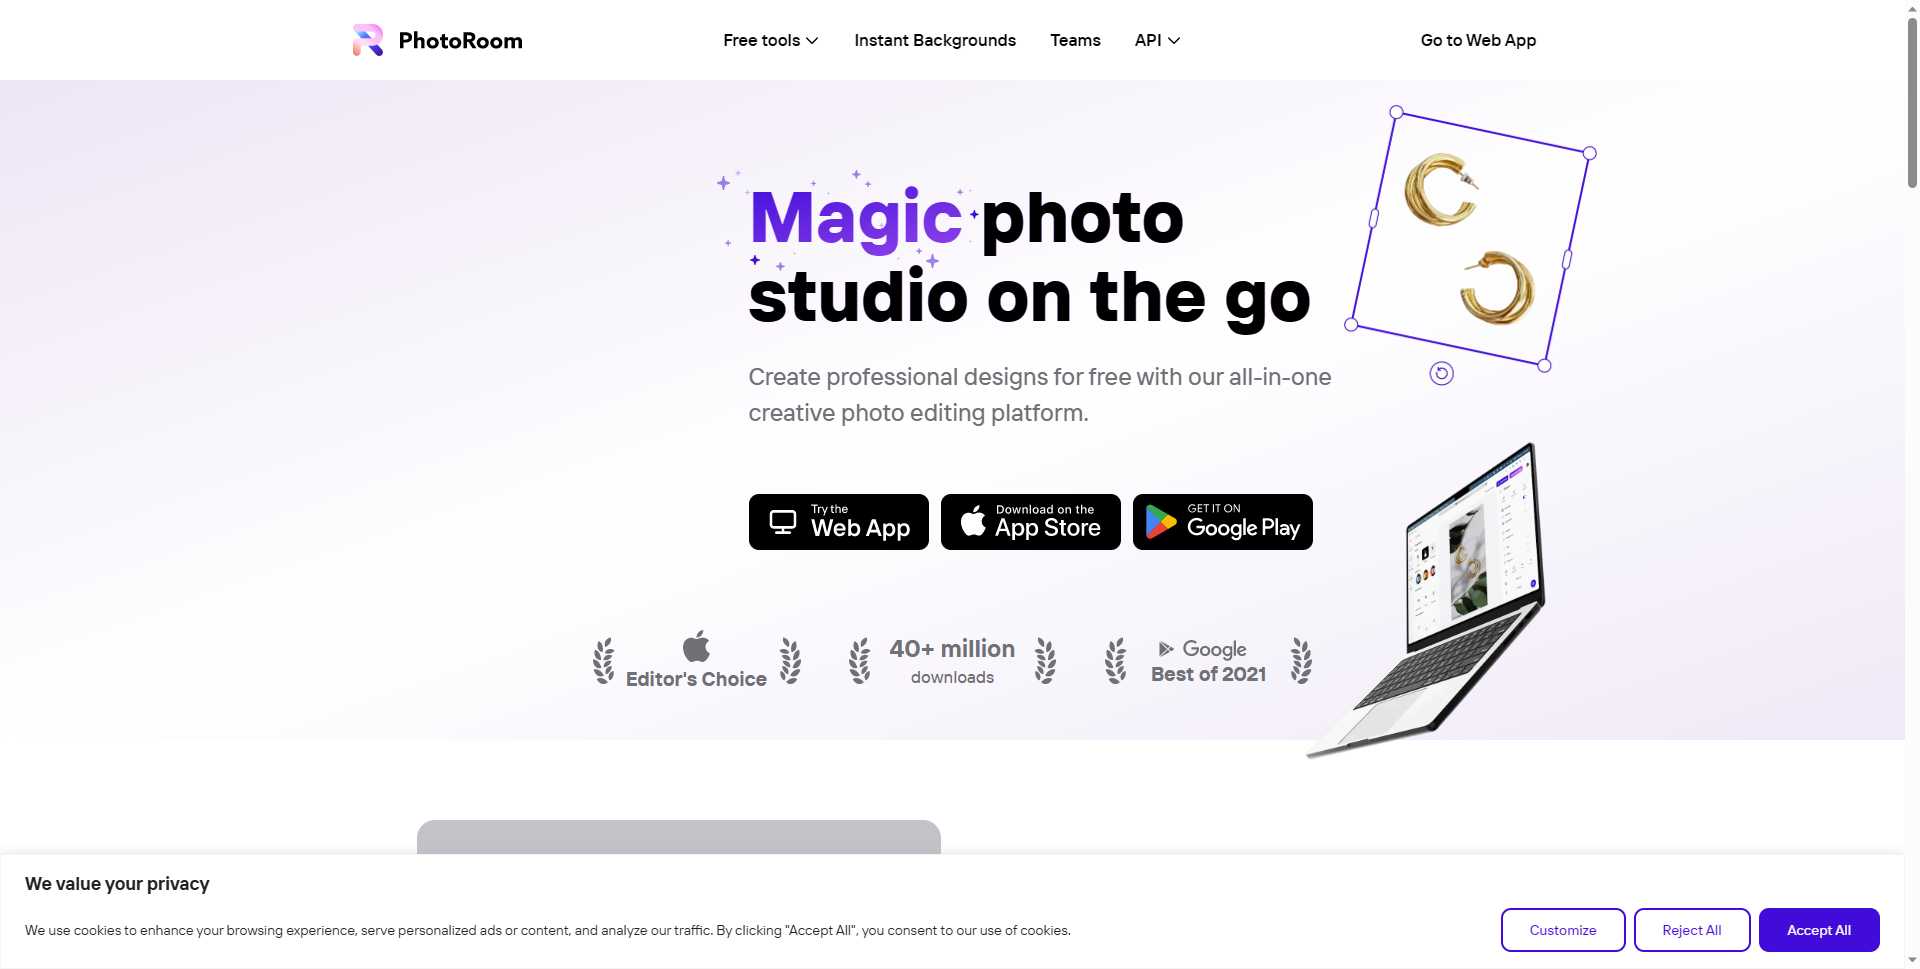 PhotoRoom
Free tools
Instant Backgrounds
Teams
API
Go to Web App
Magic photo
studio on the go
Create professional designs for free with our all-in-one
creative photo editing platform.
Try the
Web App
Download on the
App Store
GET IT ON
Google Play
Editor's Choice
40+ million
downloads
Google
Best of 2021
We value your privacy
We use cookies to enhance your browsing experience, serve personalized ads or content, and analyze our traffic. By clicking "Accept All", you consent to our use of cookies.
Customize
Reject All
Accept All